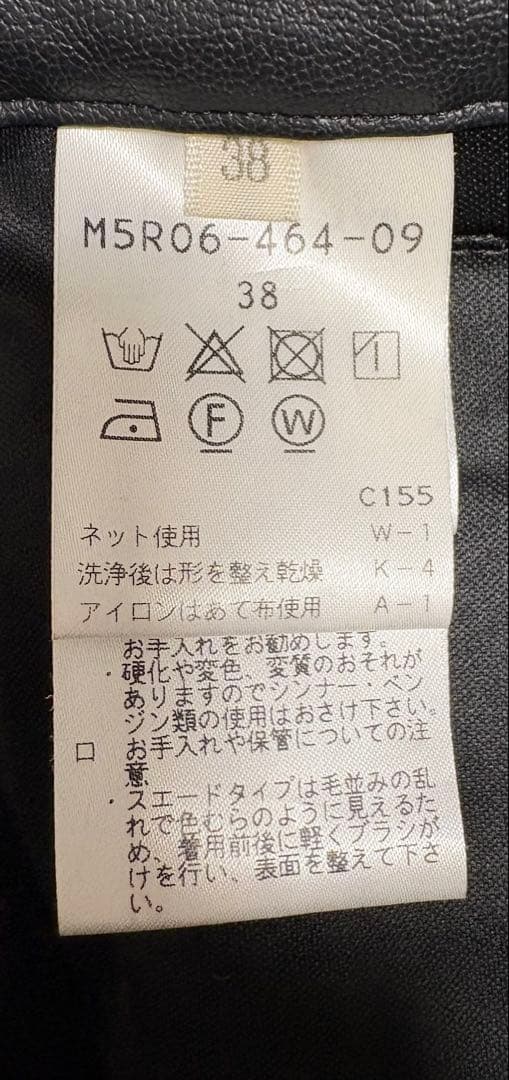 38
M5R06-464-09
38
F W
C155
ネット使用 W-1
洗浄後は形を整え乾燥 K-4
アイロンはあて布使用 A-1
お手入れをお勧めします。
・硬化や変色、変質のおそれが
ありますのでシンナー・ベン
ジン類の使用はおさけ下さい。
□ お手入れや保管についての注
意
・スエードタイプは毛並みの乱
れで色むらのように見えるた
め、着用前後に軽くブラシが
けを行い、表面を整えて下さ
い。